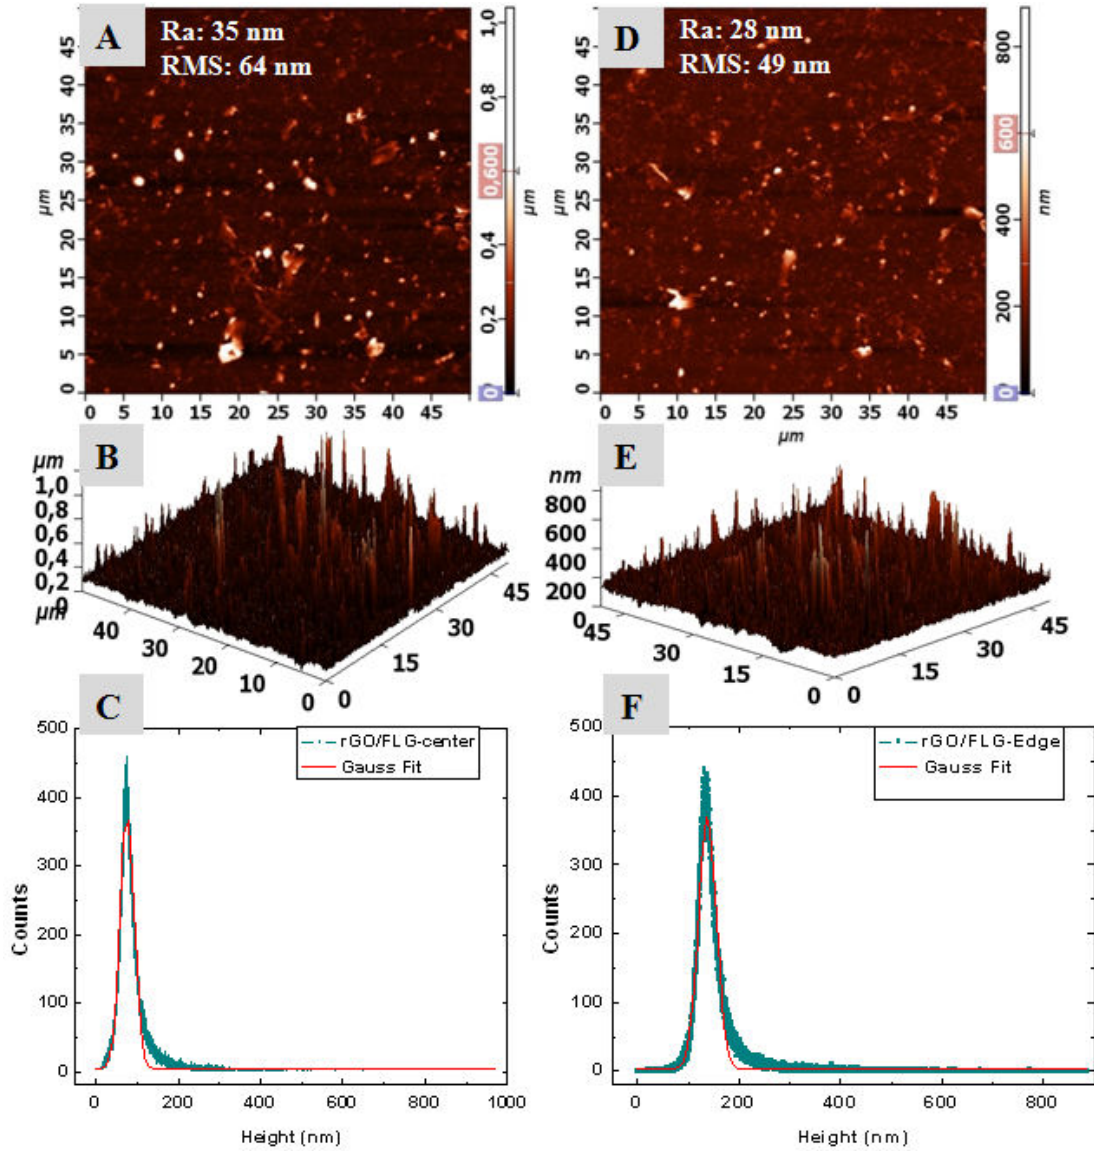 A
Ra: 35 nm
RMS: 64 nm
50
45
40
35
30
25
20
15
10
5
0
µm
0 5 10 15 20 25 30 35 40 45
1,0
0,8
0,600
0,4
0,2
0
µm
D
Ra: 28 nm
RMS: 49 nm
50
45
40
35
30
25
20
15
10
5
0
µm
0 5 10 15 20 25 30 35 40 45
µm
800
600
400
200
0
nm
B
µm
1,0
0,8
0,6
0,4
0,2
0
µm
40
30
20
10
0
0
15
30
45
E
nm
800
600
400
200
0
45
30
15
0
0
15
30
45
C
500
400
300
200
100
0
Counts
rGO/FLG-center
Gauss Fit
0 200 400 600 800 1000
Height (nm)
F
500
400
300
200
100
0
Counts
rGO/FLG-Edge
Gauss Fit
0 200 400 600 800
Height (nm)